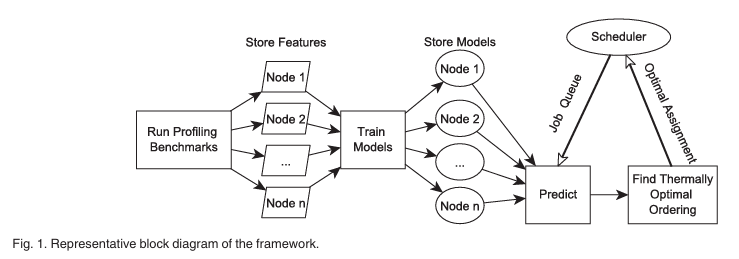 Store Features
Node 1
Node 2
...
Node n
Run Profiling
Benchmarks
Train
Models
Store Models
Node 1
Node 2
...
Node n
Scheduler
Job Queue
Optimal Assignment
Predict
Find Thermally
Optimal
Ordering
Fig. 1. Representative block diagram of the framework.